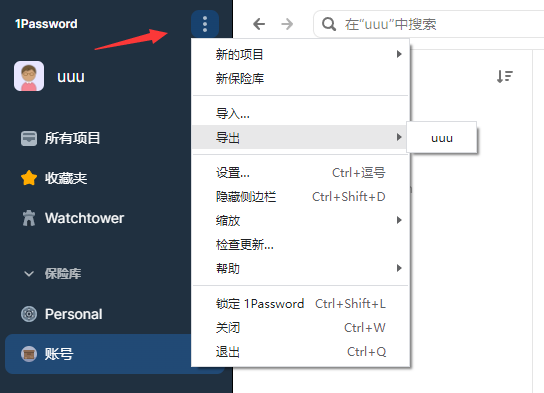 1Password
在“uuu”中搜索
uuu
所有项目
收藏夹
Watchtower
保险库
Personal
账号
新的项目
新保险库
导入...
导出
uuu
设置... Ctrl+逗号
隐藏侧边栏 Ctrl+Shift+D
缩放
检查更新...
帮助
锁定 1Password Ctrl+Shift+L
关闭 Ctrl+W
退出 Ctrl+Q